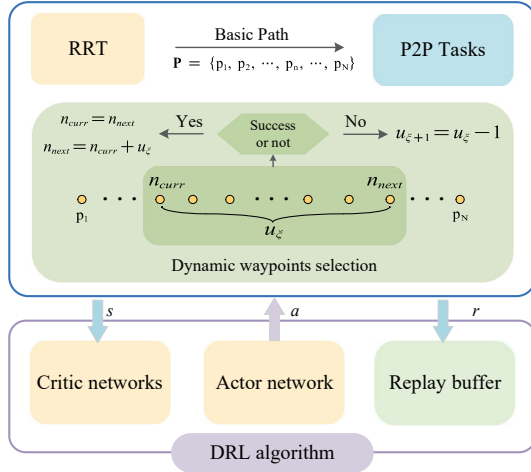 RRT
Basic Path
P = {p₁, p₂, ⋯, pₙ, ⋯, p_N}
P2P Tasks
n_curr = n_next
n_next = n_curr + u_ξ
Yes
Success
or not
No
u_ξ+1 = u_ξ − 1
n_curr
n_next
p₁
p_N
u_ξ
Dynamic waypoints selection
s
a
r
Critic networks
Actor network
Replay buffer
DRL algorithm